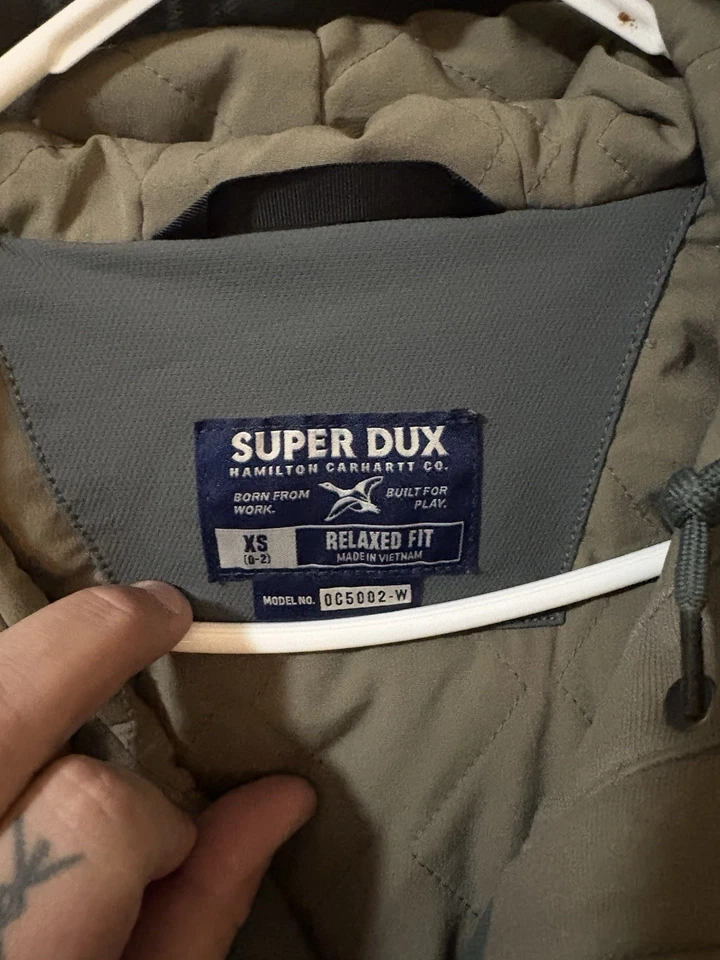 SUPER DUX
HAMILTON CARHARTT CO.
BORN FROM BUILT FOR
WORK. PLAY.
XS RELAXED FIT
(0-2) MADE IN VIETNAM
MODEL NO. OC5002-W